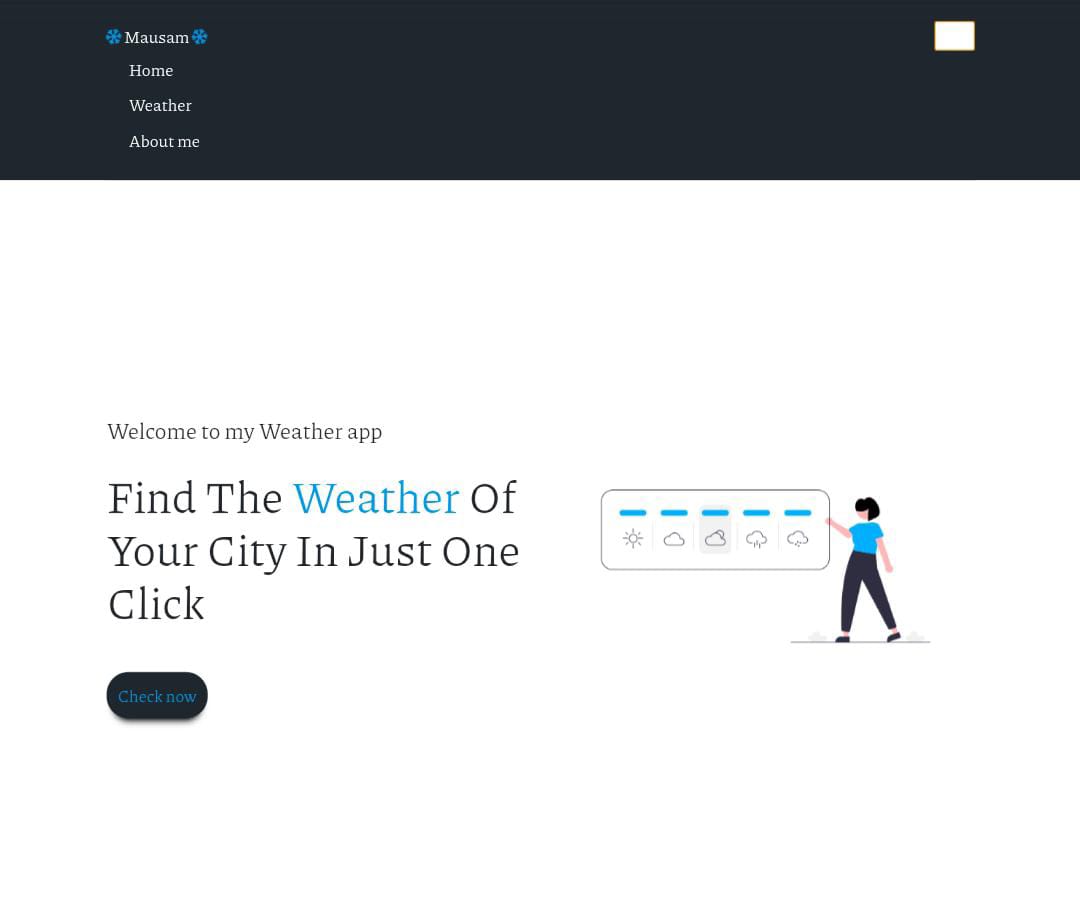 ❄Mausam❄
Home
Weather
About me
Welcome to my Weather app
Find The Weather Of
Your City In Just One
Click
Check now